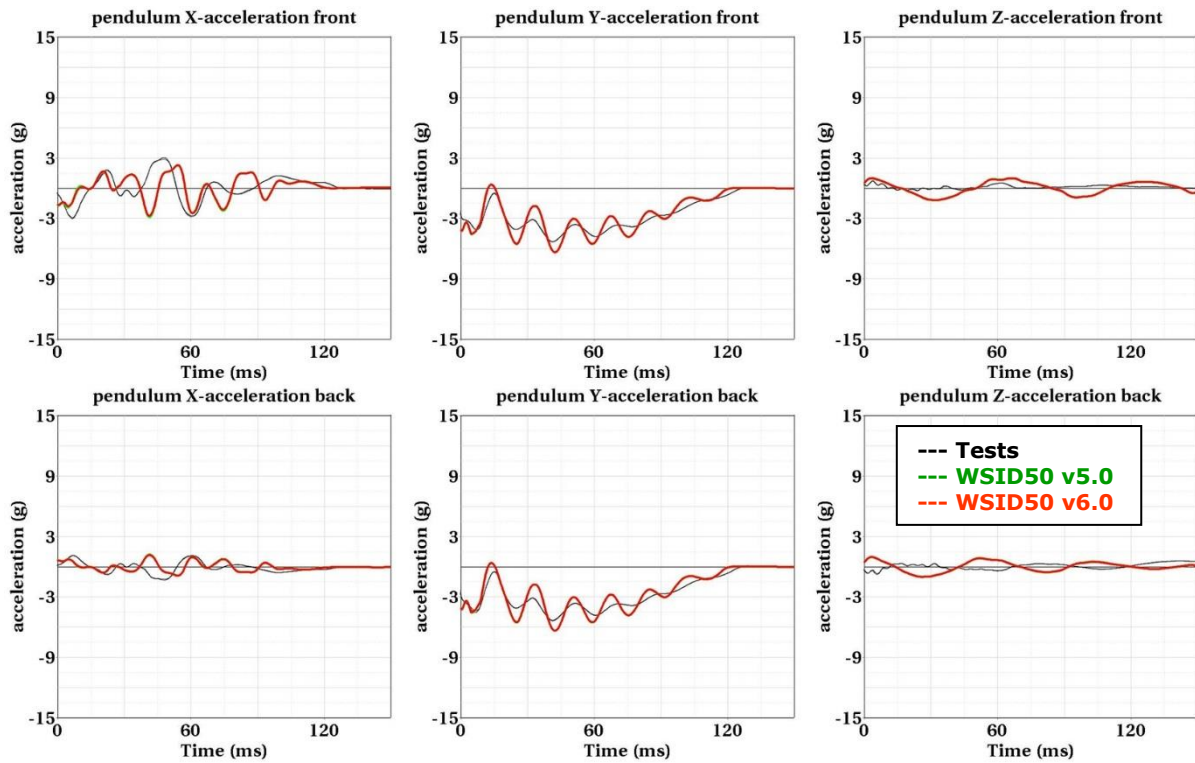 pendulum X-acceleration front
pendulum Y-acceleration front
pendulum Z-acceleration front
15
9
3
-3
-9
-15
acceleration (g)
0
60
120
Time (ms)
15
9
3
-3
-9
-15
acceleration (g)
0
60
120
Time (ms)
15
9
3
-3
-9
-15
acceleration (g)
0
60
120
Time (ms)
pendulum X-acceleration back
pendulum Y-acceleration back
pendulum Z-acceleration back
15
9
3
-3
-9
-15
acceleration (g)
0
60
120
Time (ms)
15
9
3
-3
-9
-15
acceleration (g)
0
60
120
Time (ms)
15
9
3
-3
-9
-15
acceleration (g)
0
60
120
Time (ms)
--- Tests
--- WSID50 v5.0
--- WSID50 v6.0